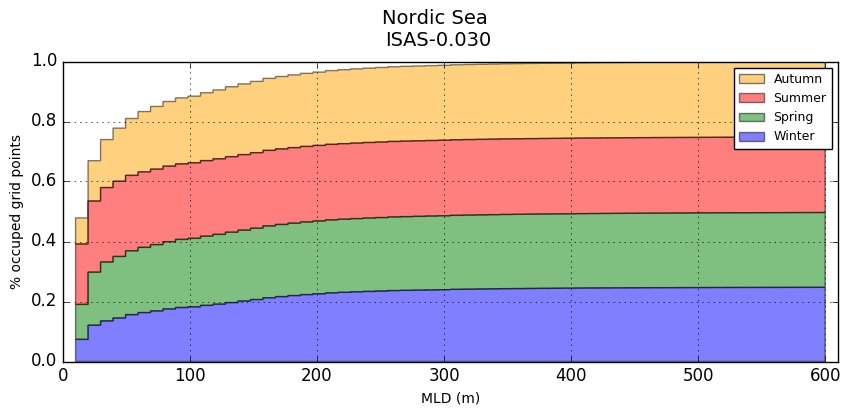 Nordic Sea
ISAS-0.030
1.0
0.8
0.6
0.4
0.2
0.0
% occuped grid points
Autumn
Summer
Spring
Winter
0 100 200 300 400 500 600
MLD (m)